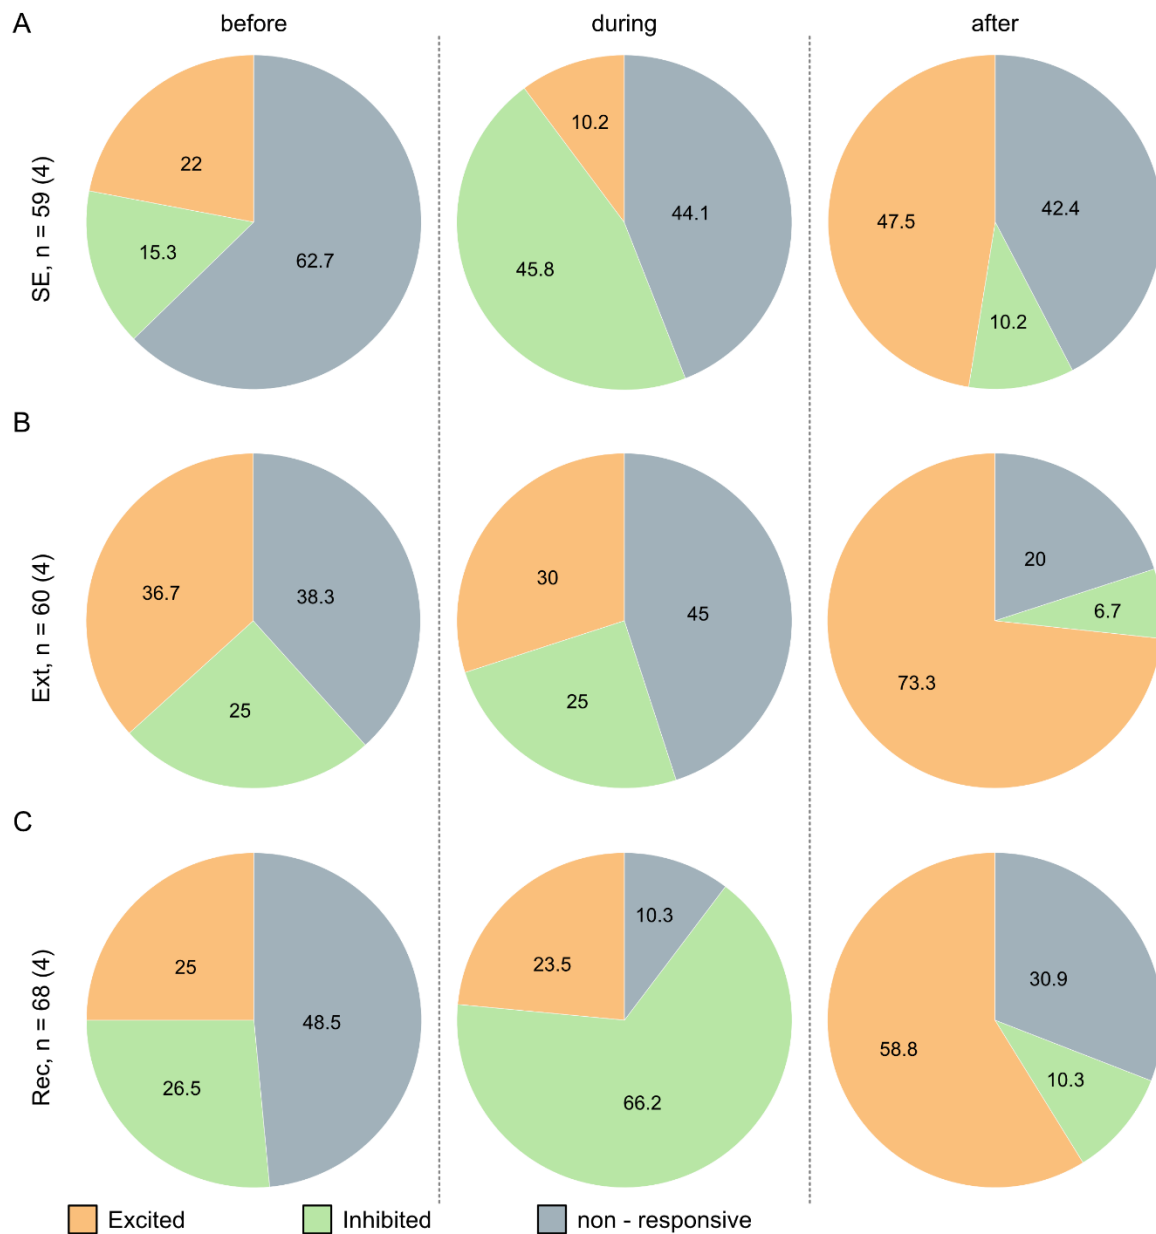 A
before
during
after
SE, n = 59 (4)
22
15.3
62.7
10.2
45.8
44.1
47.5
42.4
10.2
B
Ext, n = 60 (4)
36.7
38.3
25
30
45
25
20
6.7
73.3
C
Rec, n = 68 (4)
25
48.5
26.5
10.3
23.5
66.2
30.9
58.8
10.3
Excited
Inhibited
non - responsive